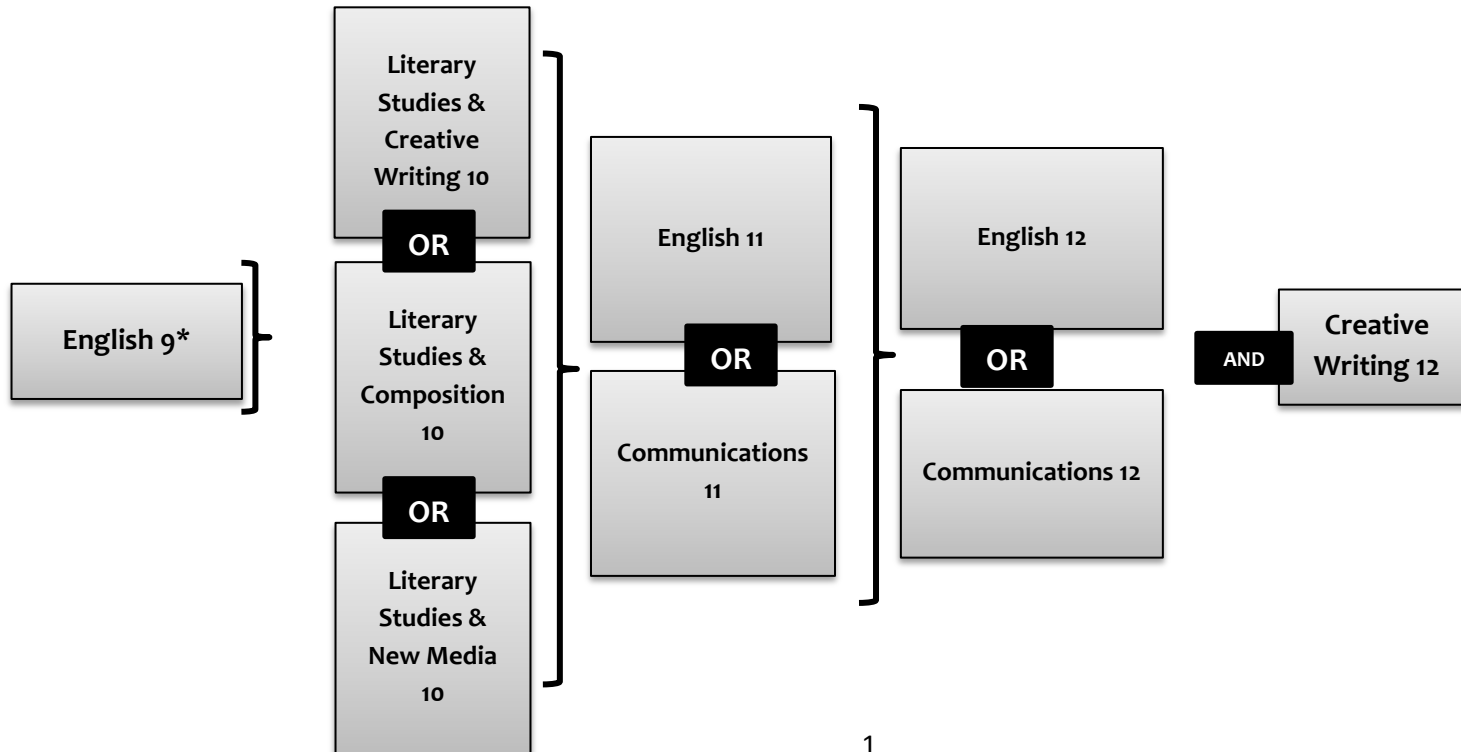 English 9*
Literary
Studies &
Creative
Writing 10
OR
Literary
Studies &
Composition
10
OR
Literary
Studies &
New Media
10
English 11
OR
Communications
11
English 12
OR
Communications 12
AND
Creative
Writing 12
1